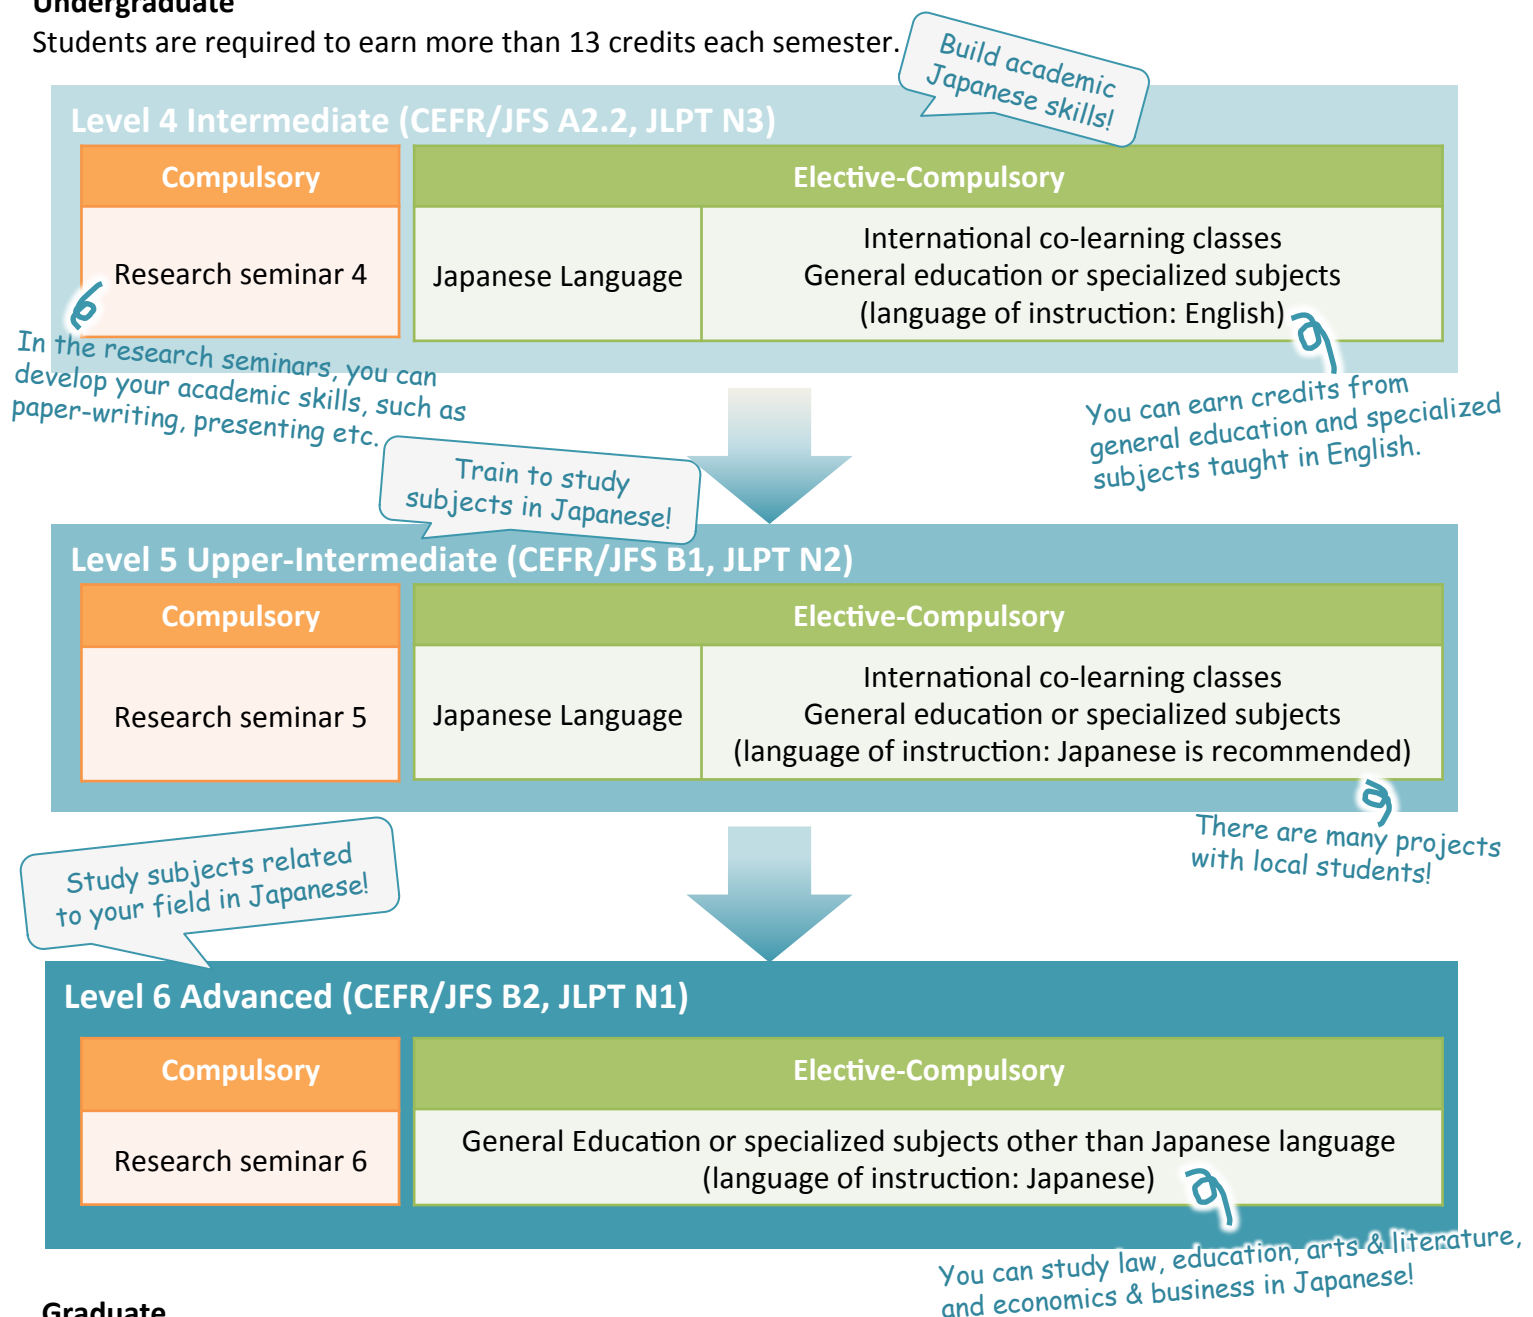 Undergraduate
Students are required to earn more than 13 credits each semester.
Build academic
Japanese skills!
Level 4 Intermediate (CEFR/JFS A2.2, JLPT N3)
Compulsory
Elective-Compulsory
Research seminar 4
Japanese Language
International co-learning classes
General education or specialized subjects
(language of instruction: English)
In the research seminars, you can
develop your academic skills, such as
paper-writing, presenting etc.
You can earn credits from
general education and specialized
subjects taught in English.
Train to study
subjects in Japanese!
Level 5 Upper-Intermediate (CEFR/JFS B1, JLPT N2)
Compulsory
Elective-Compulsory
Research seminar 5
Japanese Language
International co-learning classes
General education or specialized subjects
(language of instruction: Japanese is recommended)
There are many projects
with local students!
Study subjects related
to your field in Japanese!
Level 6 Advanced (CEFR/JFS B2, JLPT N1)
Compulsory
Elective-Compulsory
Research seminar 6
General Education or specialized subjects other than Japanese language
(language of instruction: Japanese)
You can study law, education, arts & literature,
and economics & business in Japanese!
Graduate